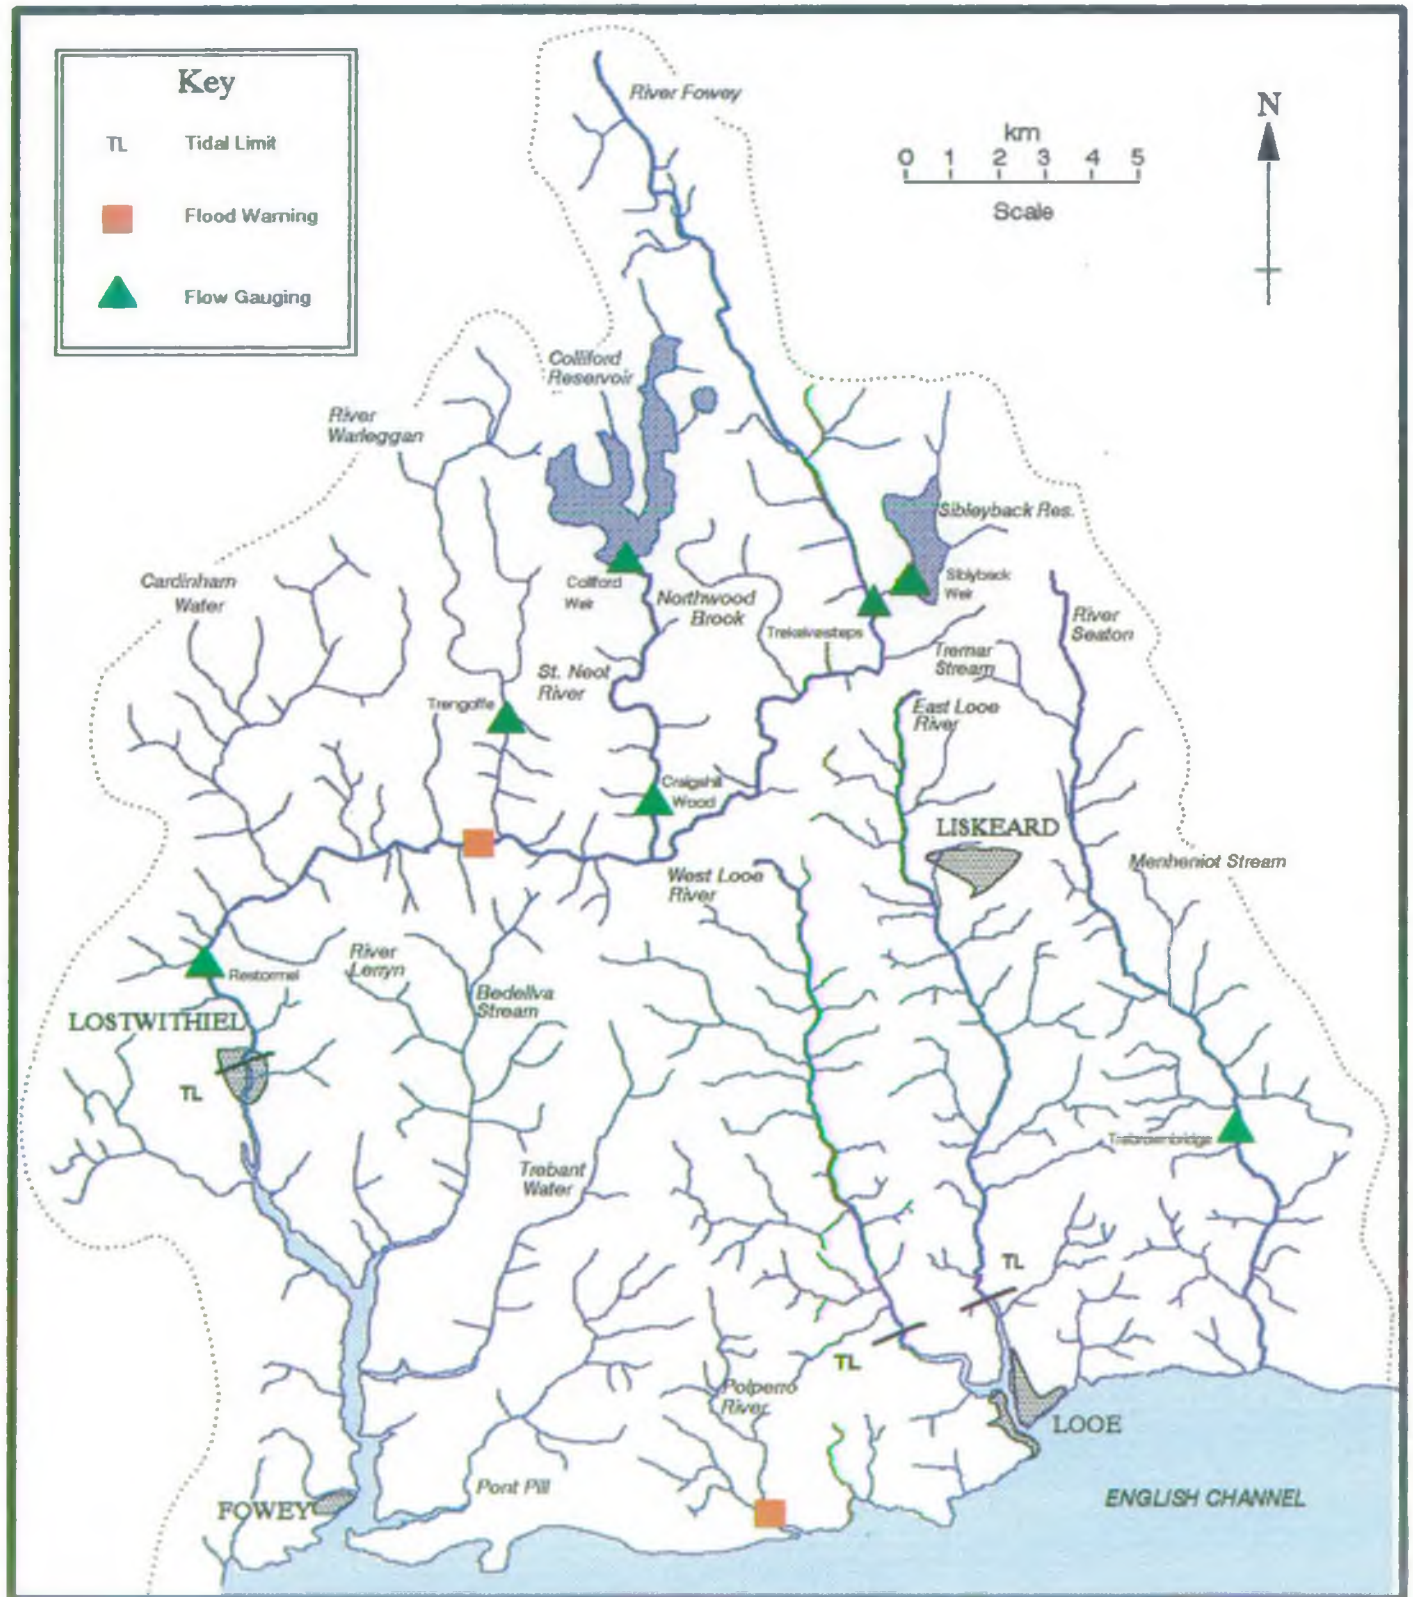 Key
TL Tidal Limit
Flood Warning
Flow Gauging
River Fowey
km
0 1 2 3 4 5
Scale
N
Colliford
Reservoir
River
Warleggan
Sibleyback Res.
Cardinham
Water
Colliford
Weir
Northwood
Brook
Siblyback
Weir
River
Seaton
Trekeivesteps
Tremar
Stream
St. Neot
River
Trengoffe
East Looe
River
Craigshill
Wood
LISKEARD
Menheniot Stream
West Looe
River
River
Lerryn
Restormel
Bedellva
Stream
LOSTWITHIEL
TL
Trebrownbridge
Trebant
Water
TL
TL
Polperro
River
LOOE
Pont Pill
FOWEY
ENGLISH CHANNEL